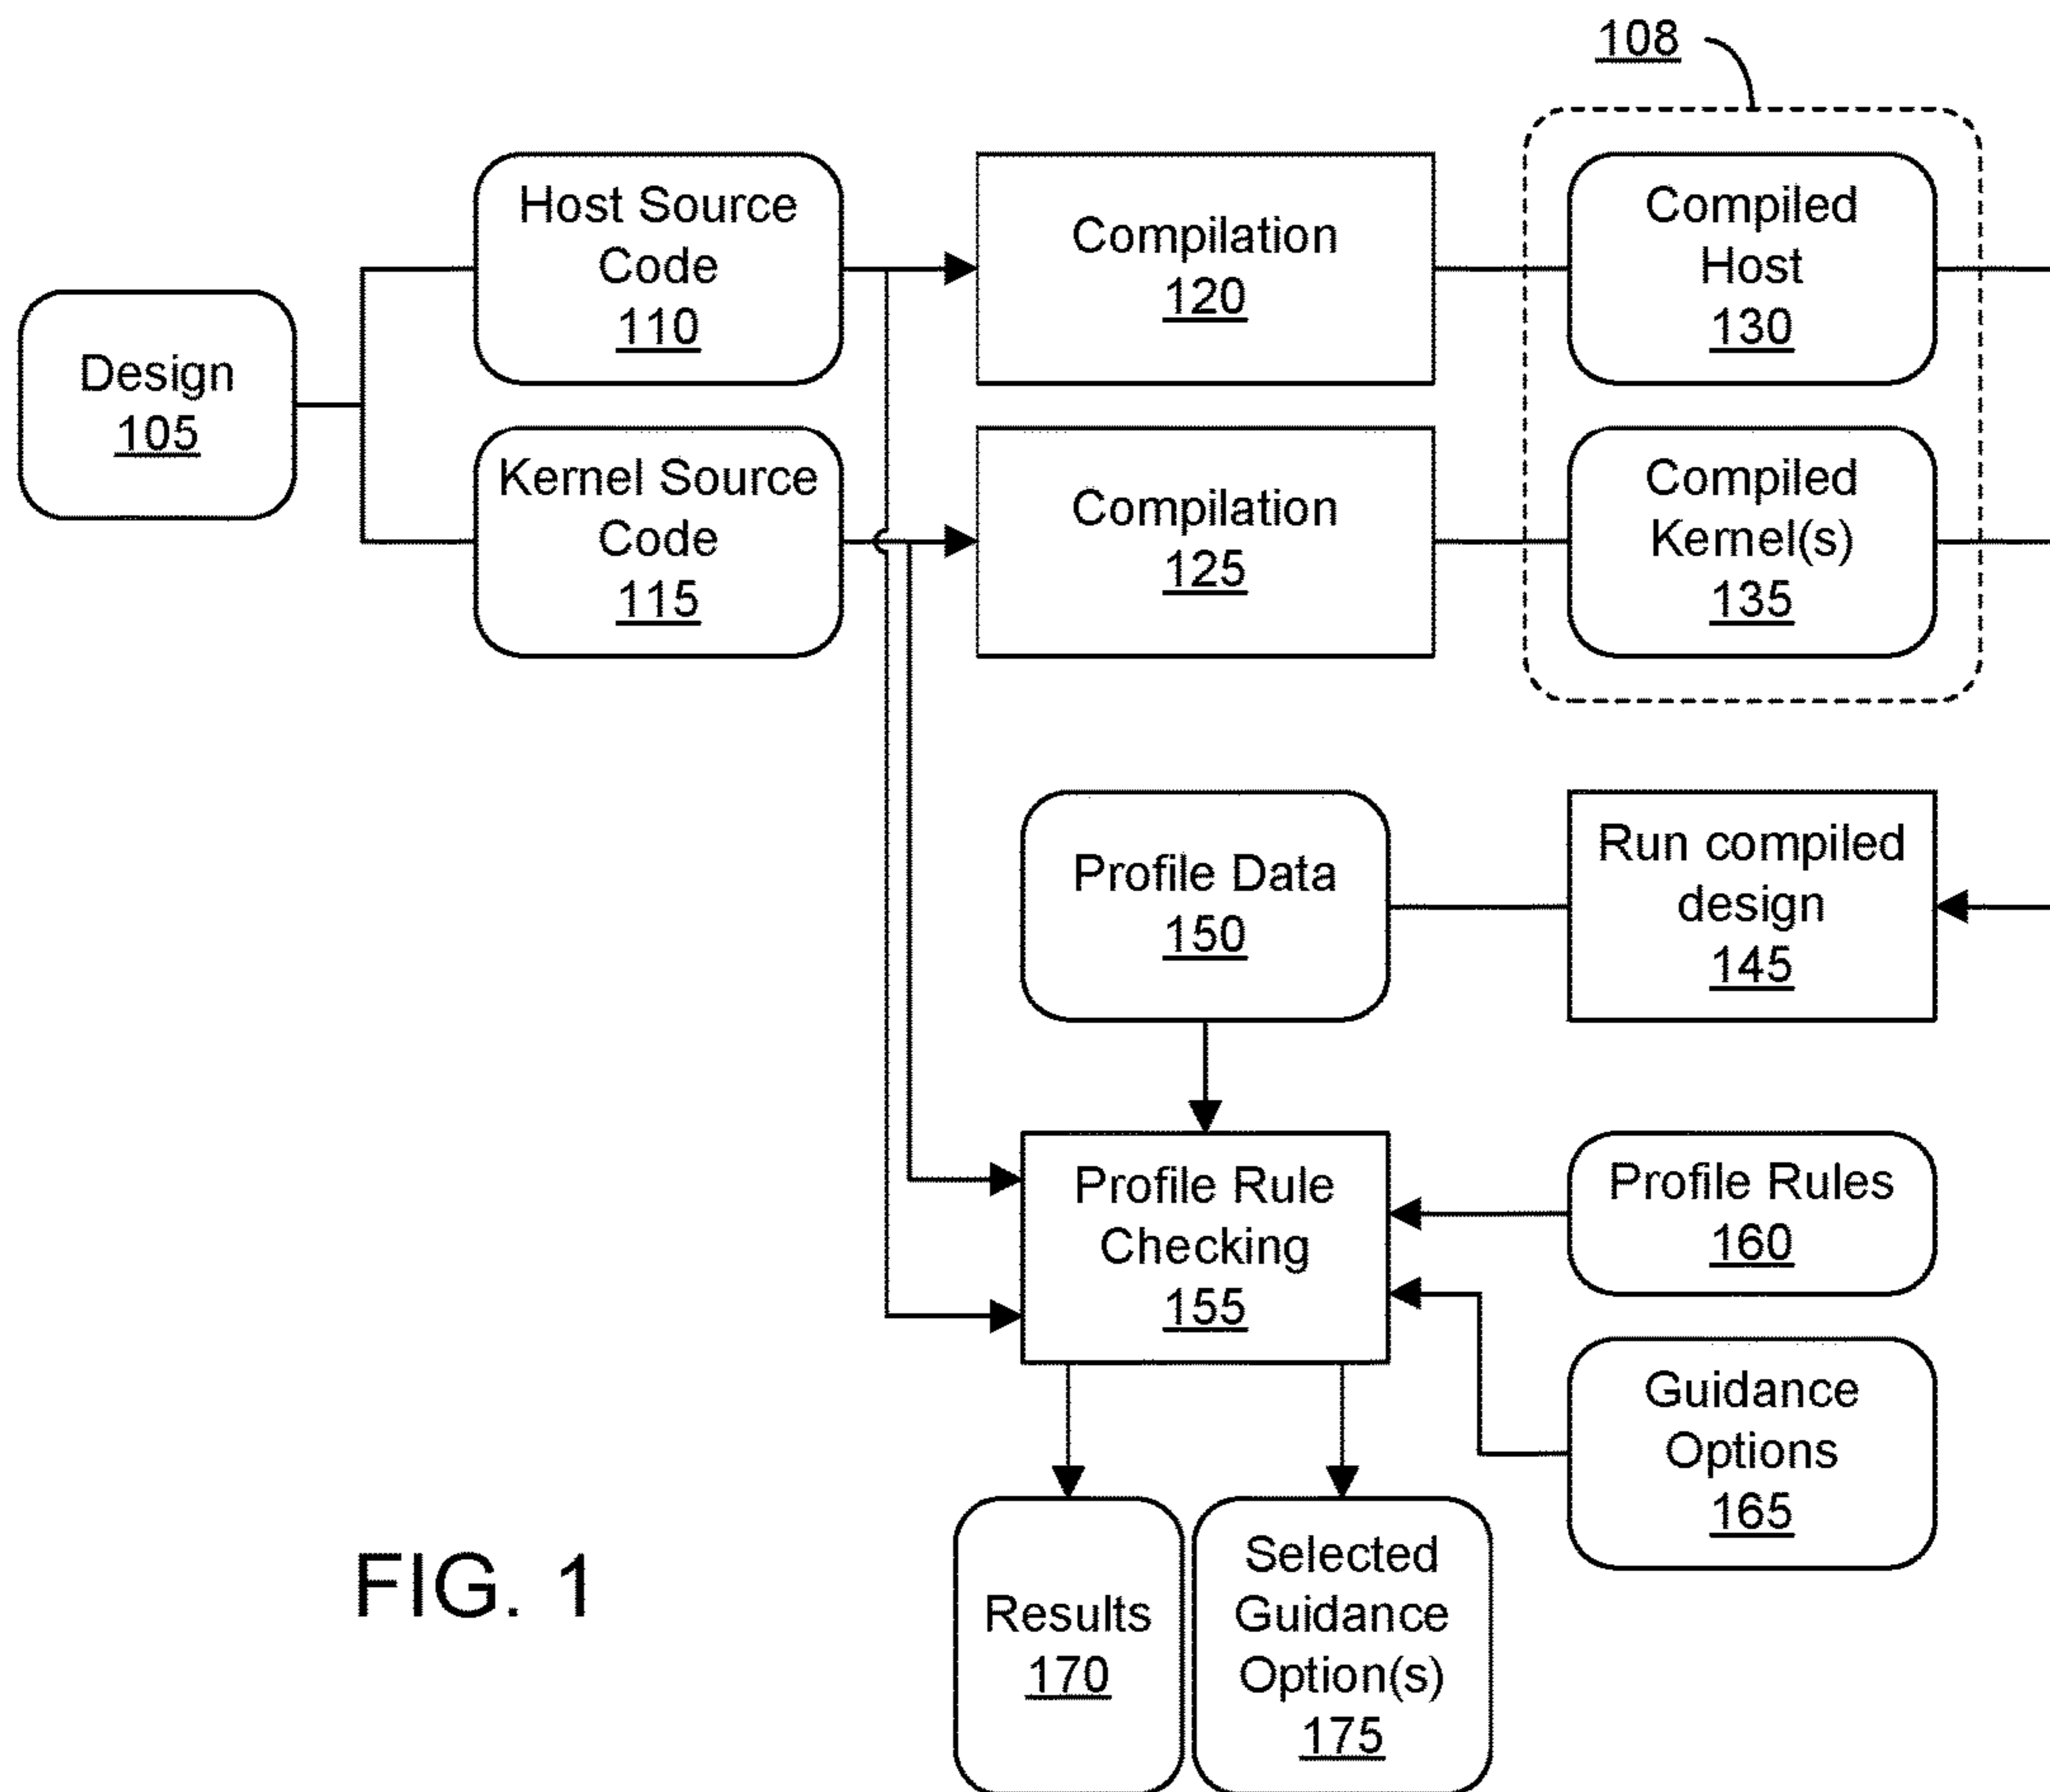 108
Host Source
Code
110
Compilation
120
Compiled
Host
130
Design
105
Kernel Source
Code
115
Compilation
125
Compiled
Kernel(s)
135
Profile Data
150
Run compiled
design
145
Profile Rule
Checking
155
Profile Rules
160
Guidance
Options
165
Results
170
Selected
Guidance
Option(s)
175
FIG. 1